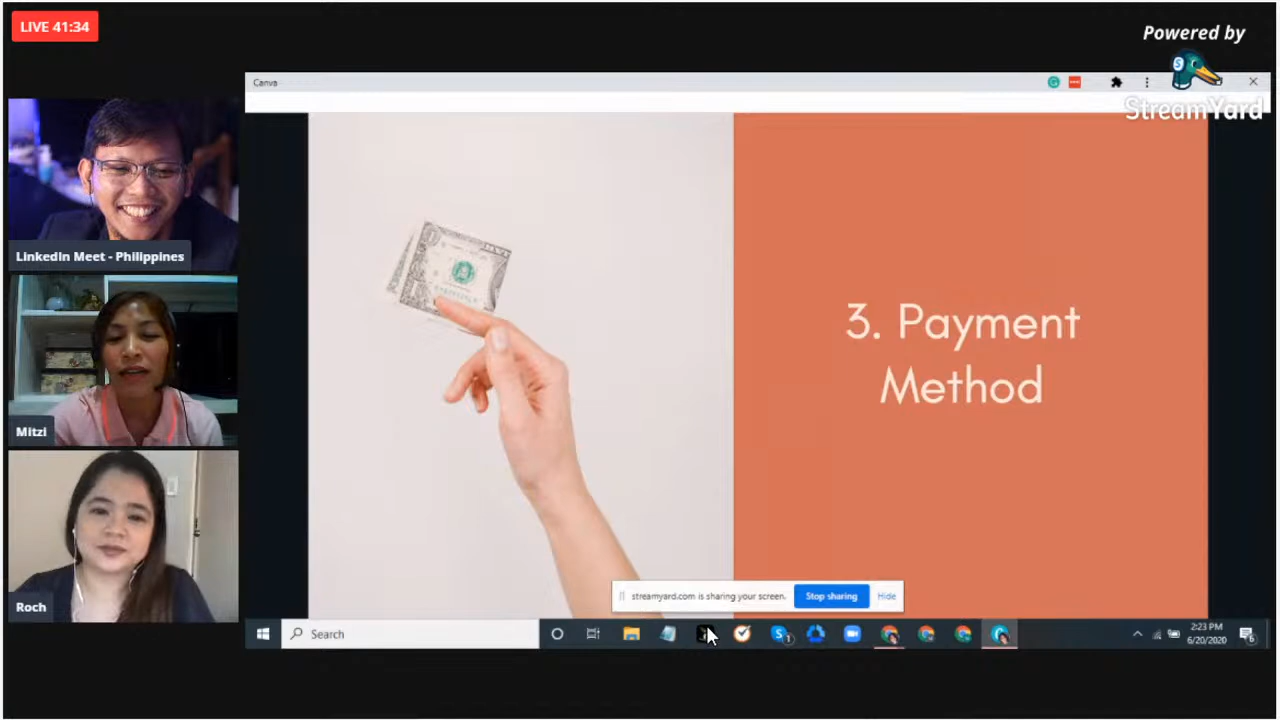 LIVE 41:34
Powered by
StreamYard
Canva
LinkedIn Meet - Philippines
Mitzi
Roch
3. Payment
Method
streamyard.com is sharing your screen.
Stop sharing
Hide
Search
2:23 PM
6/20/2020